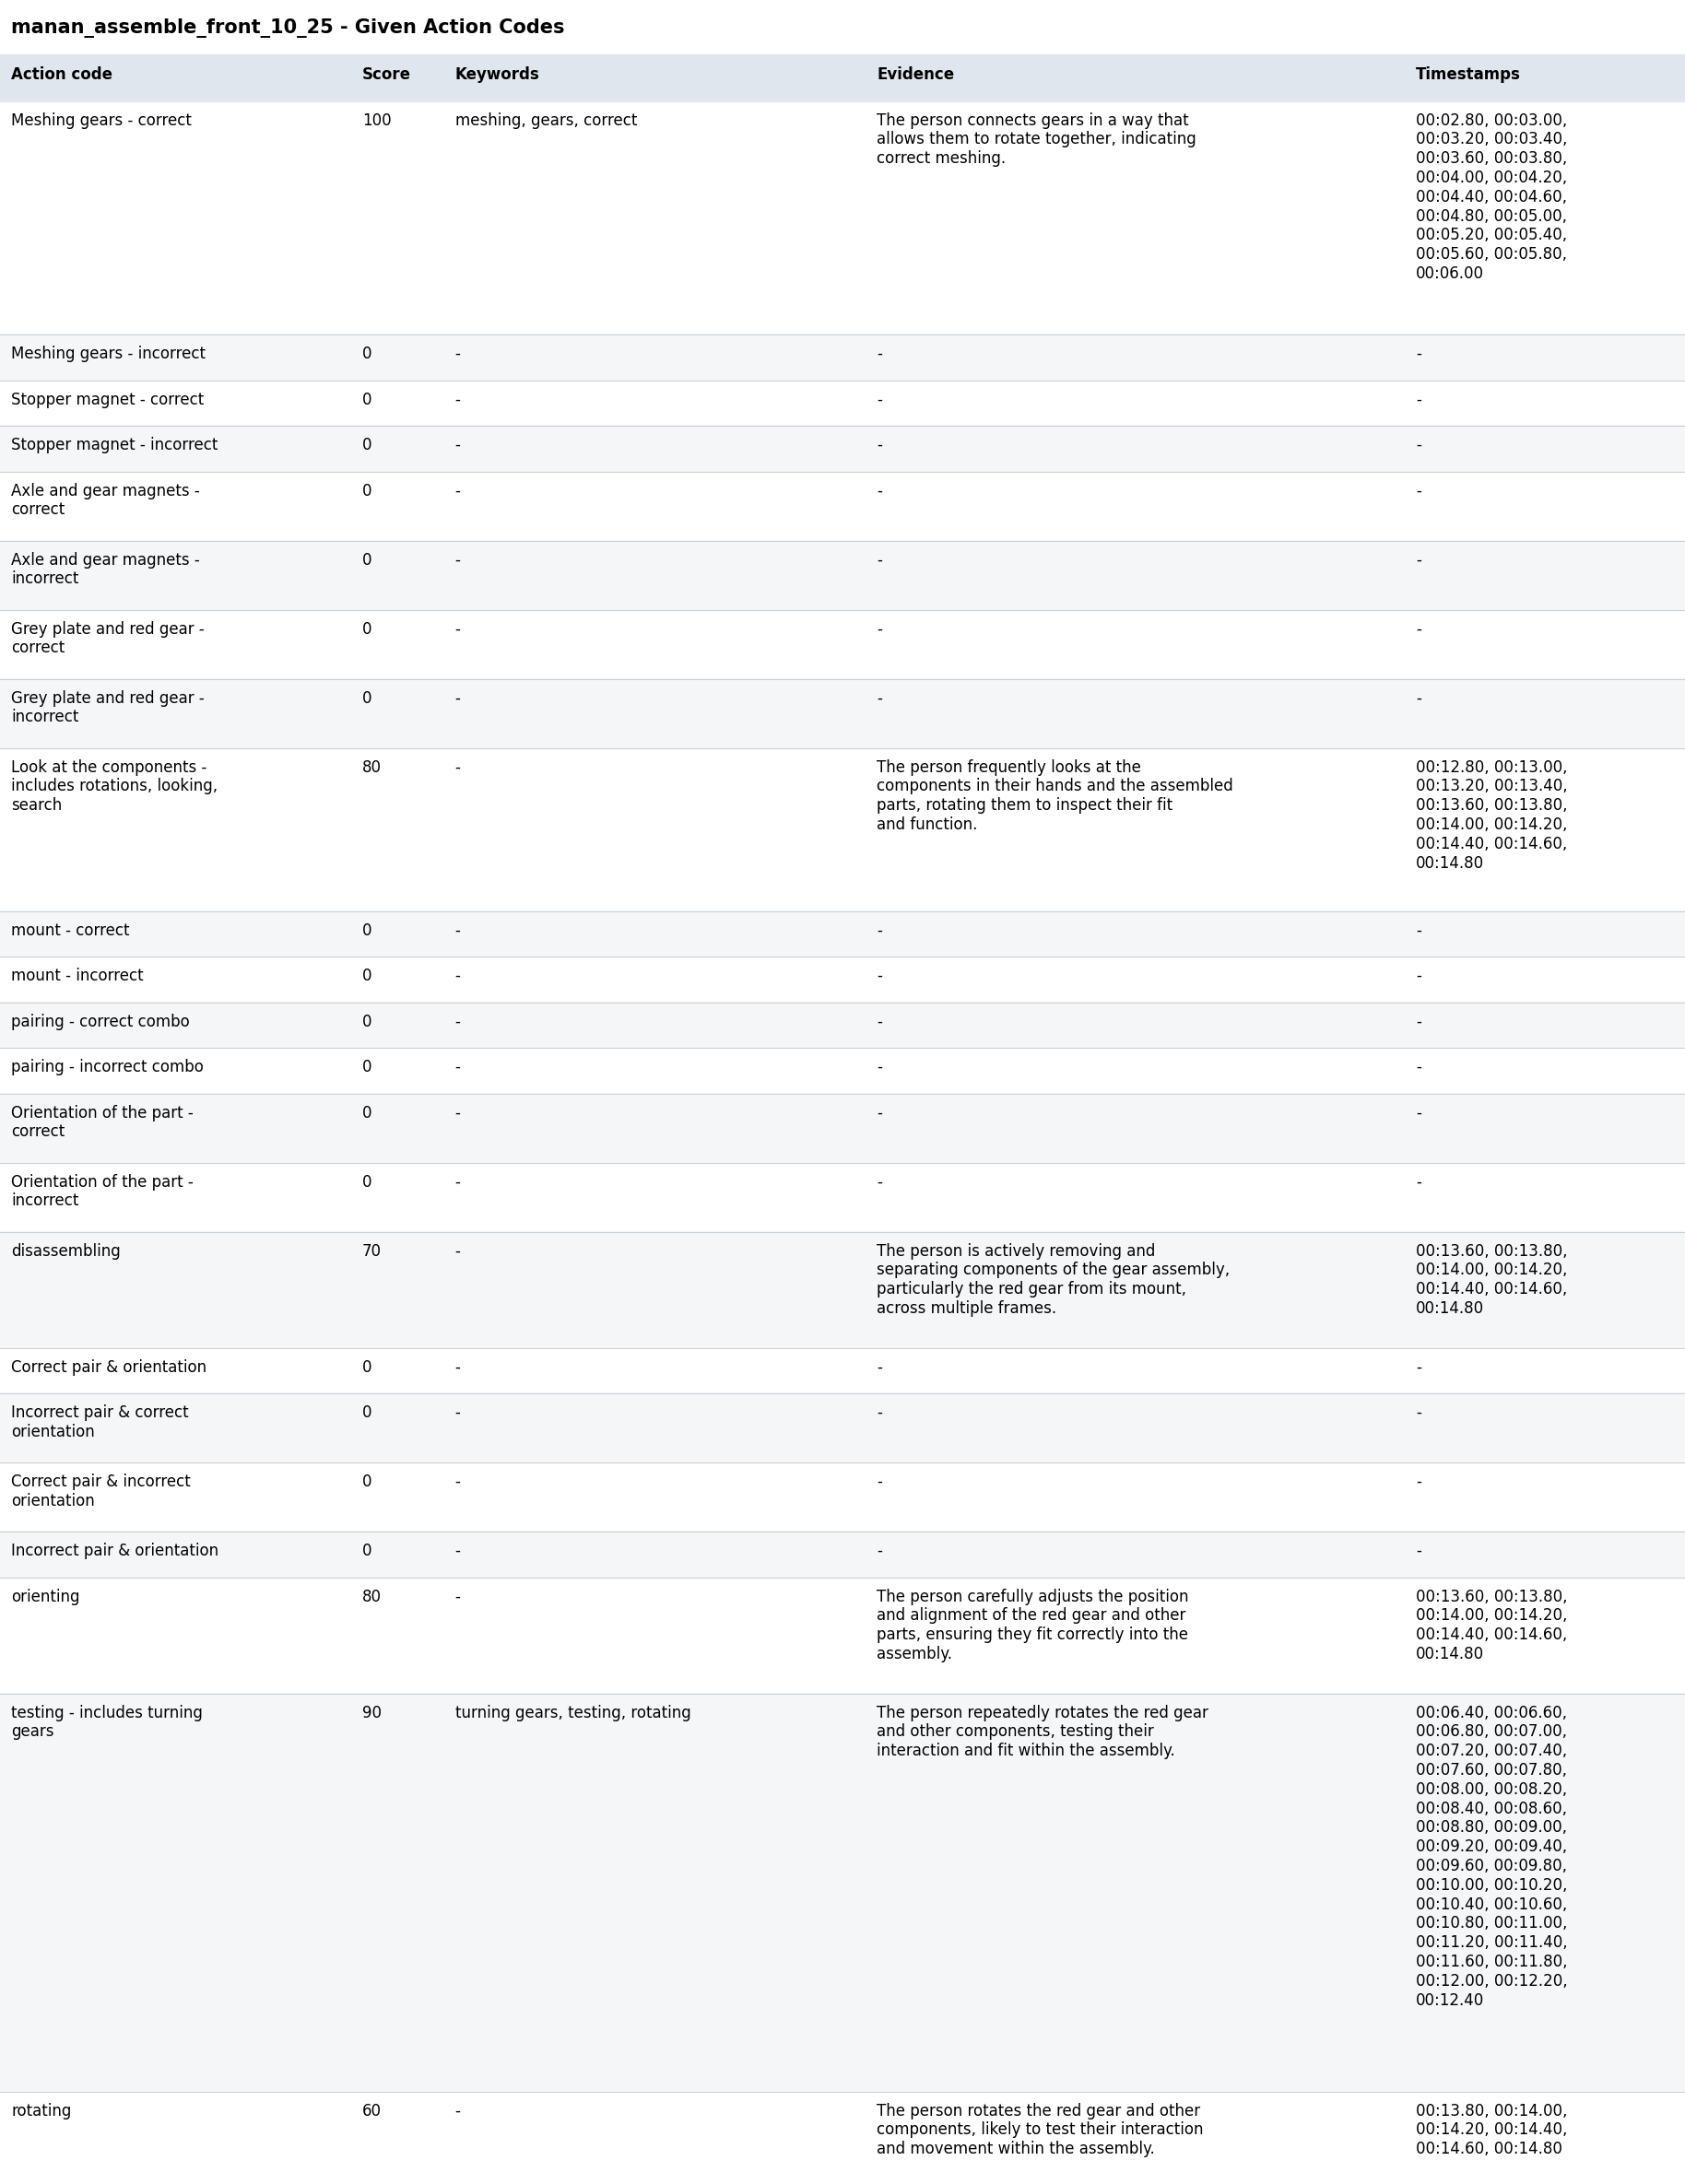 manan_assemble_front_10_25 - Given Action Codes
Action code Score Keywords Evidence Timestamps
Meshing gears - correct 100 meshing, gears, correct The person connects gears in a way that 00:02.80, 00:03.00,
allows them to rotate together, indicating 00:03.20, 00:03.40,
correct meshing. 00:03.60, 00:03.80,
00:04.00, 00:04.20,
00:04.40, 00:04.60,
00:04.80, 00:05.00,
00:05.20, 00:05.40,
00:05.60, 00:05.80,
00:06.00
Meshing gears - incorrect 0 - - -
Stopper magnet - correct 0 - - -
Stopper magnet - incorrect 0 - - -
Axle and gear magnets - 0 - - -
correct
Axle and gear magnets - 0 - - -
incorrect
Grey plate and red gear - 0 - - -
correct
Grey plate and red gear - 0 - - -
incorrect
Look at the components - 80 - The person frequently looks at the 00:12.80, 00:13.00,
includes rotations, looking, components in their hands and the assembled 00:13.20, 00:13.40,
search parts, rotating them to inspect their fit 00:13.60, 00:13.80,
and function. 00:14.00, 00:14.20,
00:14.40, 00:14.60,
00:14.80
mount - correct 0 - - -
mount - incorrect 0 - - -
pairing - correct combo 0 - - -
pairing - incorrect combo 0 - - -
Orientation of the part - 0 - - -
correct
Orientation of the part - 0 - - -
incorrect
disassembling 70 - The person is actively removing and 00:13.60, 00:13.80,
separating components of the gear assembly, 00:14.00, 00:14.20,
particularly the red gear from its mount, 00:14.40, 00:14.60,
across multiple frames. 00:14.80
Correct pair & orientation 0 - - -
Incorrect pair & correct 0 - - -
orientation
Correct pair & incorrect 0 - - -
orientation
Incorrect pair & orientation 0 - - -
orienting 80 - The person carefully adjusts the position 00:13.60, 00:13.80,
and alignment of the red gear and other 00:14.00, 00:14.20,
parts, ensuring they fit correctly into the 00:14.40, 00:14.60,
assembly. 00:14.80
testing - includes turning 90 turning gears, testing, rotating The person repeatedly rotates the red gear 00:06.40, 00:06.60,
gears and other components, testing their 00:06.80, 00:07.00,
interaction and fit within the assembly. 00:07.20, 00:07.40,
00:07.60, 00:07.80,
00:08.00, 00:08.20,
00:08.40, 00:08.60,
00:08.80, 00:09.00,
00:09.20, 00:09.40,
00:09.60, 00:09.80,
00:10.00, 00:10.20,
00:10.40, 00:10.60,
00:10.80, 00:11.00,
00:11.20, 00:11.40,
00:11.60, 00:11.80,
00:12.00, 00:12.20,
00:12.40
rotating 60 - The person rotates the red gear and other 00:13.80, 00:14.00,
components, likely to test their interaction 00:14.20, 00:14.40,
and movement within the assembly. 00:14.60, 00:14.80